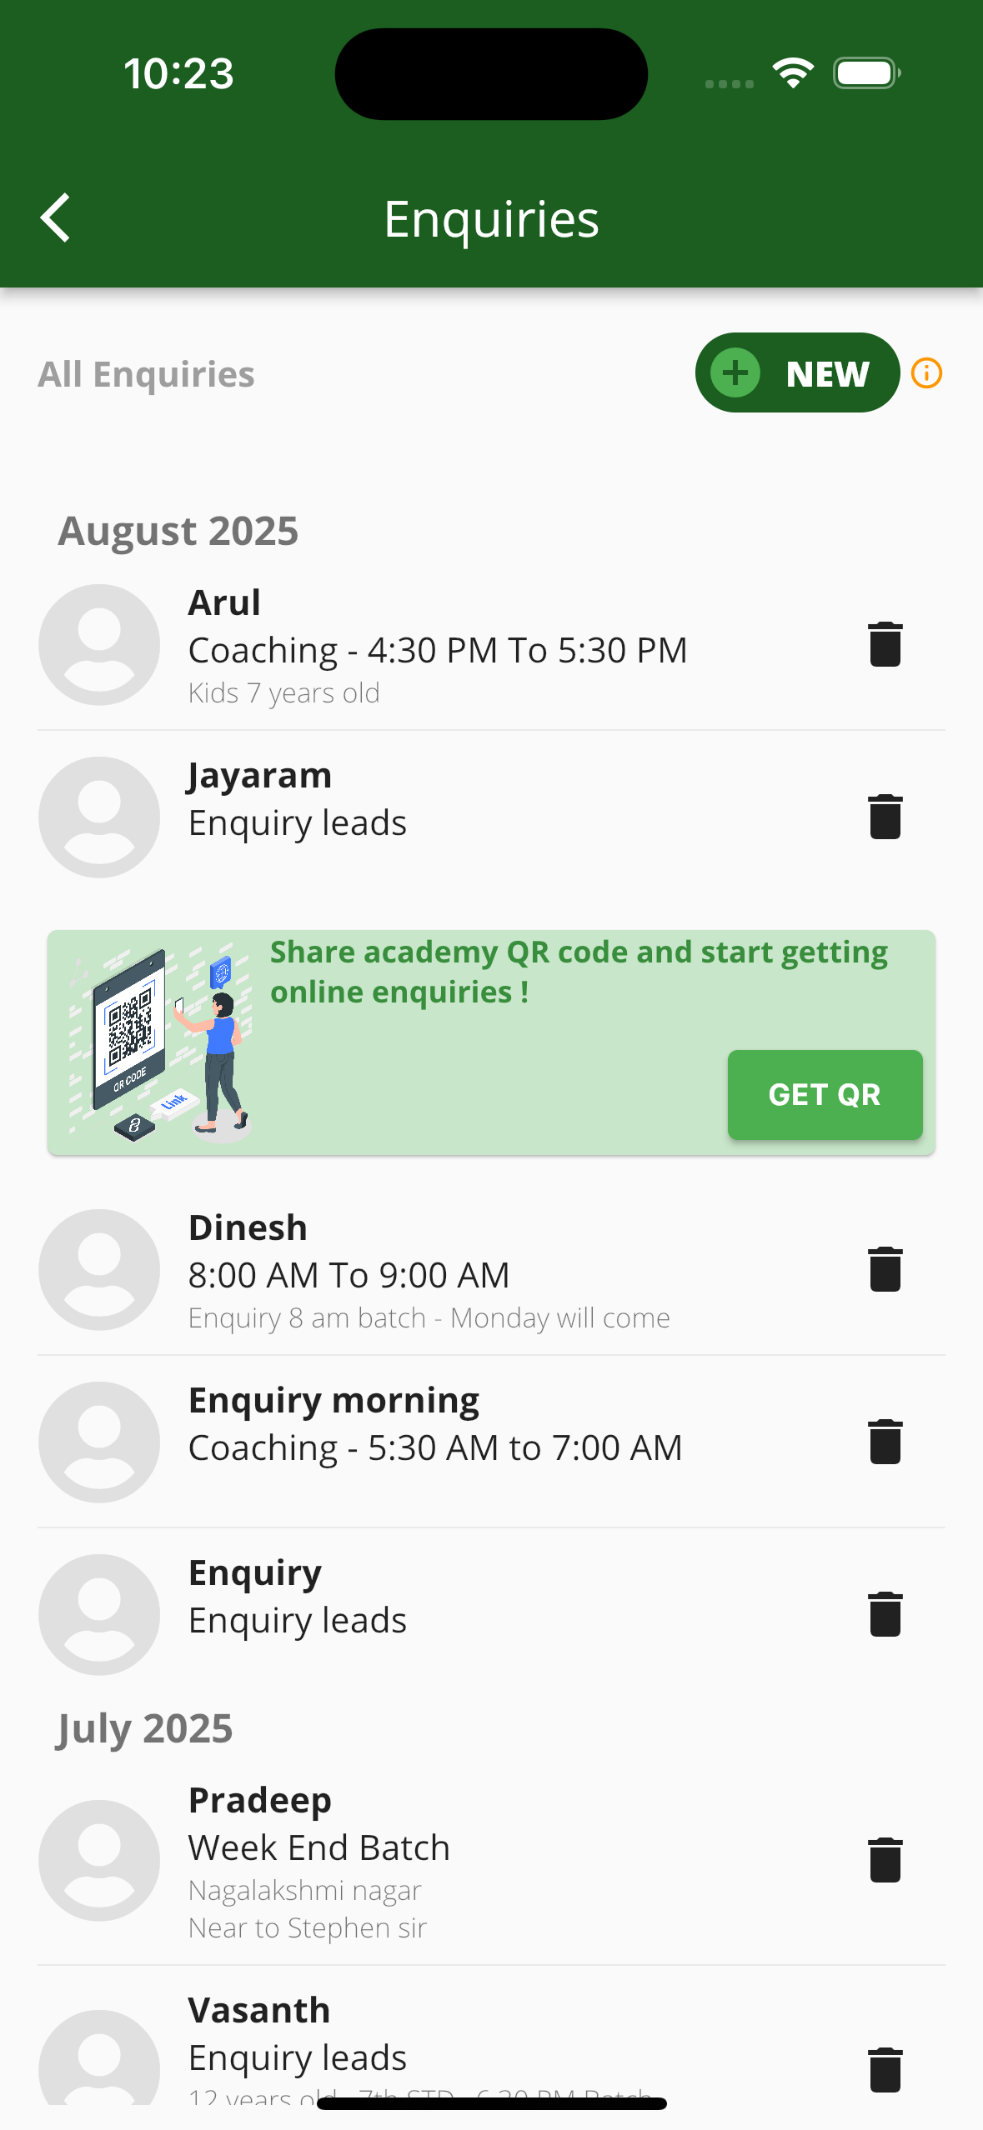 10:23
Enquiries
All Enquiries
NEW
August 2025
Arul
Coaching - 4:30 PM To 5:30 PM
Kids 7 years old
Jayaram
Enquiry leads
Share academy QR code and start getting
online enquiries !
QR CODE
Link
GET QR
Dinesh
8:00 AM To 9:00 AM
Enquiry 8 am batch - Monday will come
Enquiry morning
Coaching - 5:30 AM to 7:00 AM
Enquiry
Enquiry leads
July 2025
Pradeep
Week End Batch
Nagalakshmi nagar
Near to Stephen sir
Vasanth
Enquiry leads
12 years old - 7th STD - 6.30 PM Batch